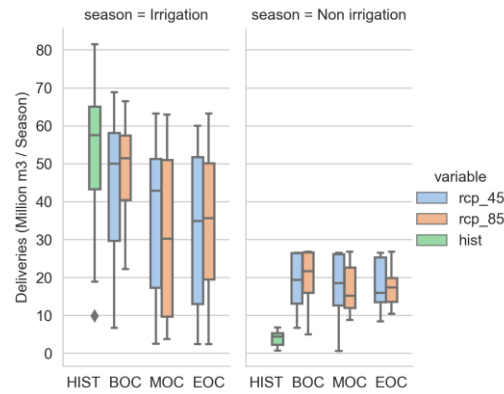 season = Irrigation
season = Non irrigation
Deliveries (Million m3 / Season)
80
70
60
50
40
30
20
10
0
HIST BOC MOC EOC
HIST BOC MOC EOC
variable
rcp_45
rcp_85
hist